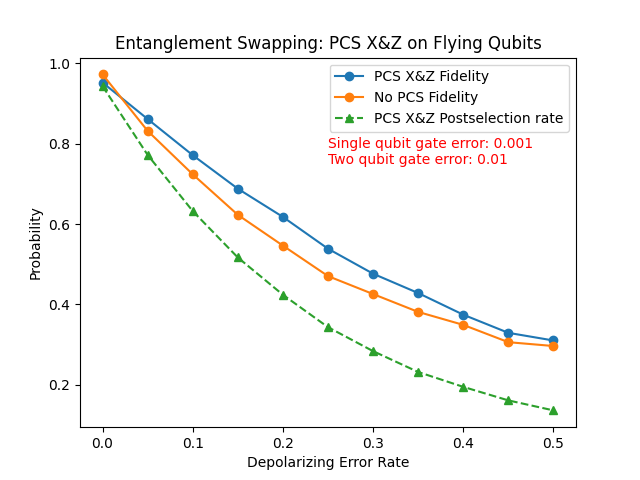 Entanglement Swapping: PCS X&Z on Flying Qubits
1.0
0.8
0.6
0.4
0.2
Probability
PCS X&Z Fidelity
No PCS Fidelity
PCS X&Z Postselection rate
Single qubit gate error: 0.001
Two qubit gate error: 0.01
0.0 0.1 0.2 0.3 0.4 0.5
Depolarizing Error Rate